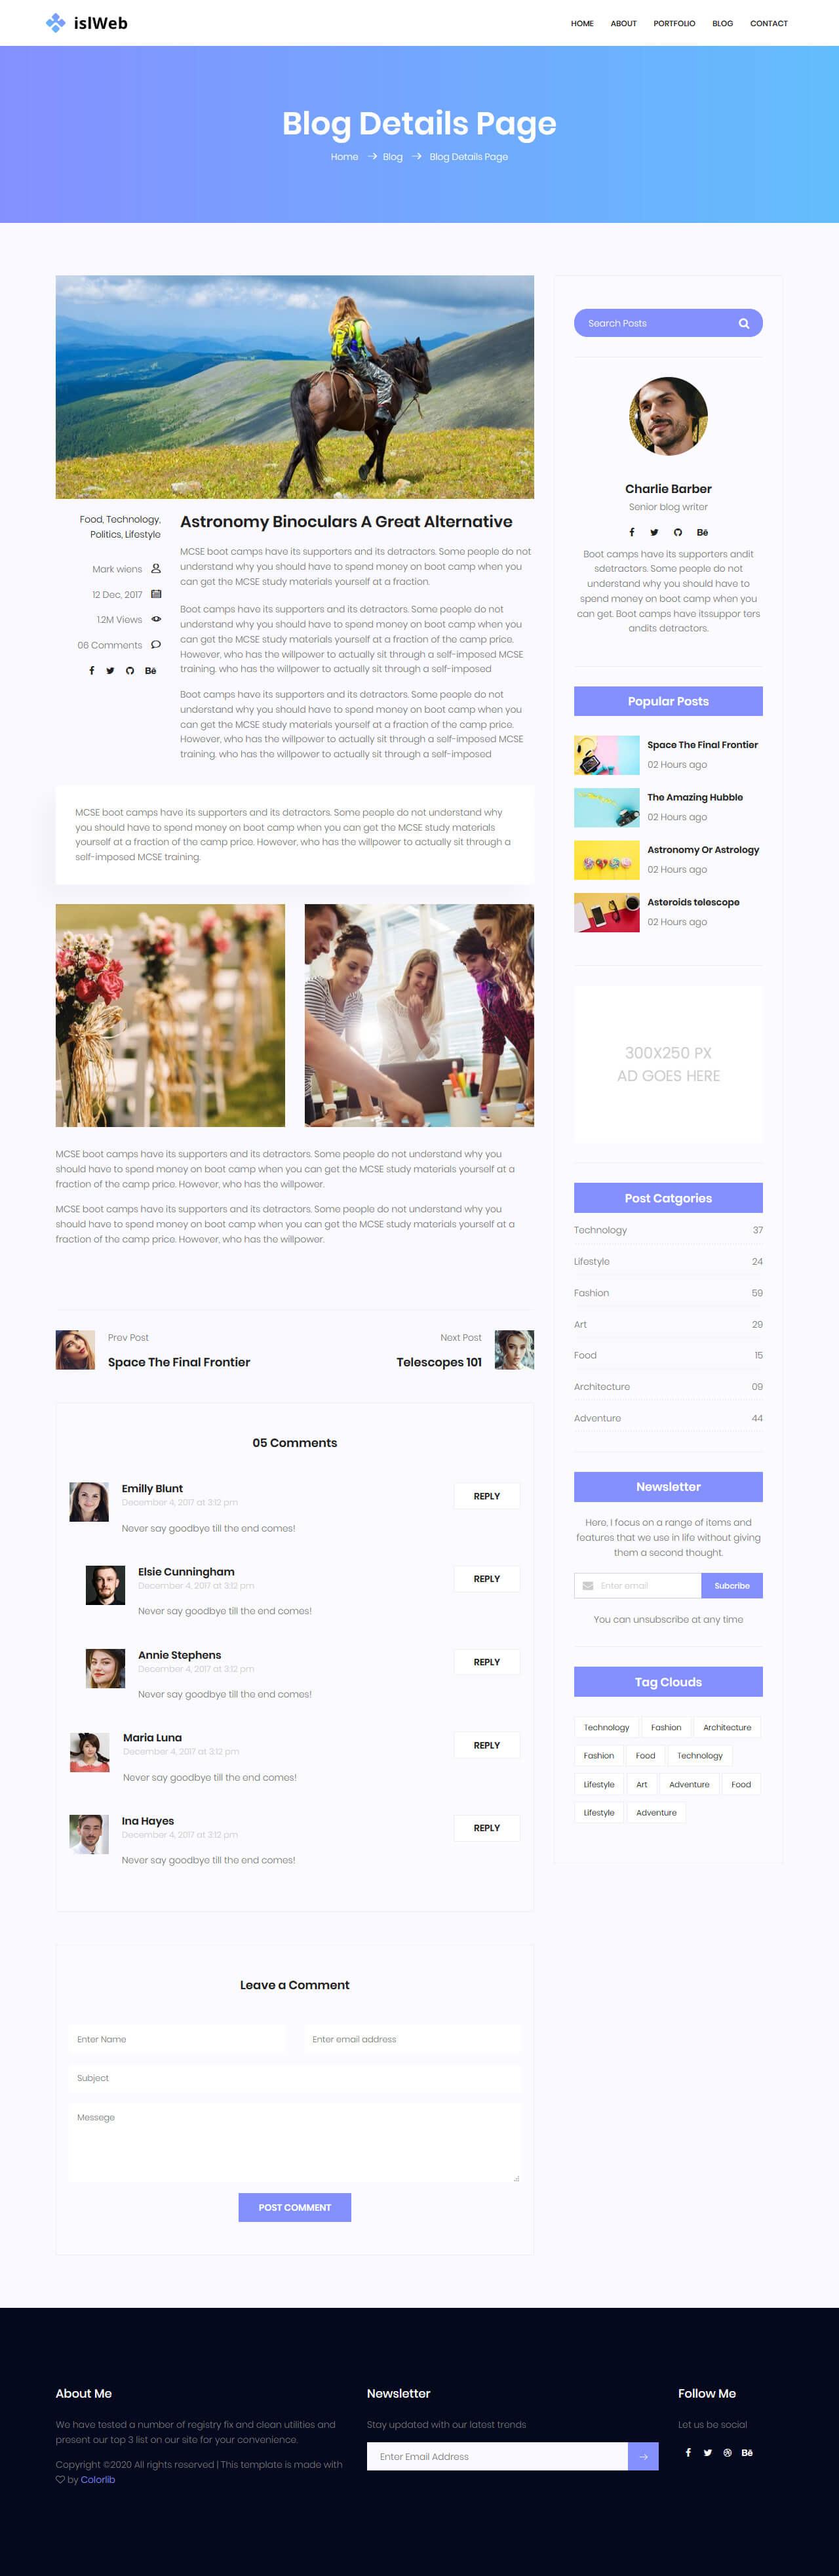 islWeb
HOME ABOUT PORTFOLIO BLOG CONTACT
Blog Details Page
Home → Blog → Blog Details Page
Food, Technology,
Politics, Lifestyle
Mark wiens
12 Dec, 2017
1.2M Views
06 Comments
Bē
Astronomy Binoculars A Great Alternative
MCSE boot camps have its supporters and its detractors. Some people do not
understand why you should have to spend money on boot camp when you
can get the MCSE study materials yourself at a fraction.
Boot camps have its supporters and its detractors. Some people do not
understand why you should have to spend money on boot camp when you
can get the MCSE study materials yourself at a fraction of the camp price.
However, who has the willpower to actually sit through a self-imposed MCSE
training. who has the willpower to actually sit through a self-imposed
Boot camps have its supporters and its detractors. Some people do not
understand why you should have to spend money on boot camp when you
can get the MCSE study materials yourself at a fraction of the camp price.
However, who has the willpower to actually sit through a self-imposed MCSE
training. who has the willpower to actually sit through a self-imposed
MCSE boot camps have its supporters and its detractors. Some people do not understand why
you should have to spend money on boot camp when you can get the MCSE study materials
yourself at a fraction of the camp price. However, who has the willpower to actually sit through a
self-imposed MCSE training.
MCSE boot camps have its supporters and its detractors. Some people do not understand why you
should have to spend money on boot camp when you can get the MCSE study materials yourself at a
fraction of the camp price. However, who has the willpower.
MCSE boot camps have its supporters and its detractors. Some people do not understand why you
should have to spend money on boot camp when you can get the MCSE study materials yourself at a
fraction of the camp price. However, who has the willpower.
Prev Post
Space The Final Frontier
Next Post
Telescopes 101
05 Comments
Emilly Blunt
December 4, 2017 at 3:12 pm
Never say goodbye till the end comes!
REPLY
Elsie Cunningham
December 4, 2017 at 3:12 pm
Never say goodbye till the end comes!
REPLY
Annie Stephens
December 4, 2017 at 3:12 pm
Never say goodbye till the end comes!
REPLY
Maria Luna
December 4, 2017 at 3:12 pm
Never say goodbye till the end comes!
REPLY
Ina Hayes
December 4, 2017 at 3:12 pm
Never say goodbye till the end comes!
REPLY
Leave a Comment
Enter Name
Enter email address
Subject
Messege
POST COMMENT
Search Posts
Charlie Barber
Senior blog writer
Bē
Boot camps have its supporters andit
sdetractors. Some people do not
understand why you should have to
spend money on boot camp when you
can get. Boot camps have itssuppor ters
andits detractors.
Popular Posts
Space The Final Frontier
02 Hours ago
The Amazing Hubble
02 Hours ago
Astronomy Or Astrology
02 Hours ago
Asteroids telescope
02 Hours ago
300X250 PX
AD GOES HERE
Post Catgories
Technology 37
Lifestyle 24
Fashion 59
Art 29
Food 15
Architecture 09
Adventure 44
Newsletter
Here, I focus on a range of items and
features that we use in life without giving
them a second thought.
Enter email
Subcribe
You can unsubscribe at any time
Tag Clouds
Technology Fashion Architecture
Fashion Food Technology
Lifestyle Art Adventure Food
Lifestyle Adventure
About Me
We have tested a number of registry fix and clean utilities and
present our top 3 list on our site for your convenience.
Copyright ©2020 All rights reserved | This template is made with
♡ by Colorlib
Newsletter
Stay updated with our latest trends
Enter Email Address →
Follow Me
Let us be social
Bē